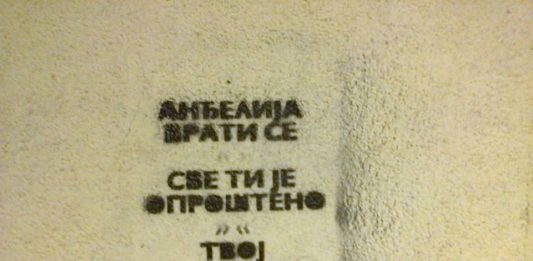 АНЂЕЛИЈА
ВРАТИ СЕ
СВЕ ТИ ЈЕ
ОПРОШТЕНО
» «
ТВОЈ